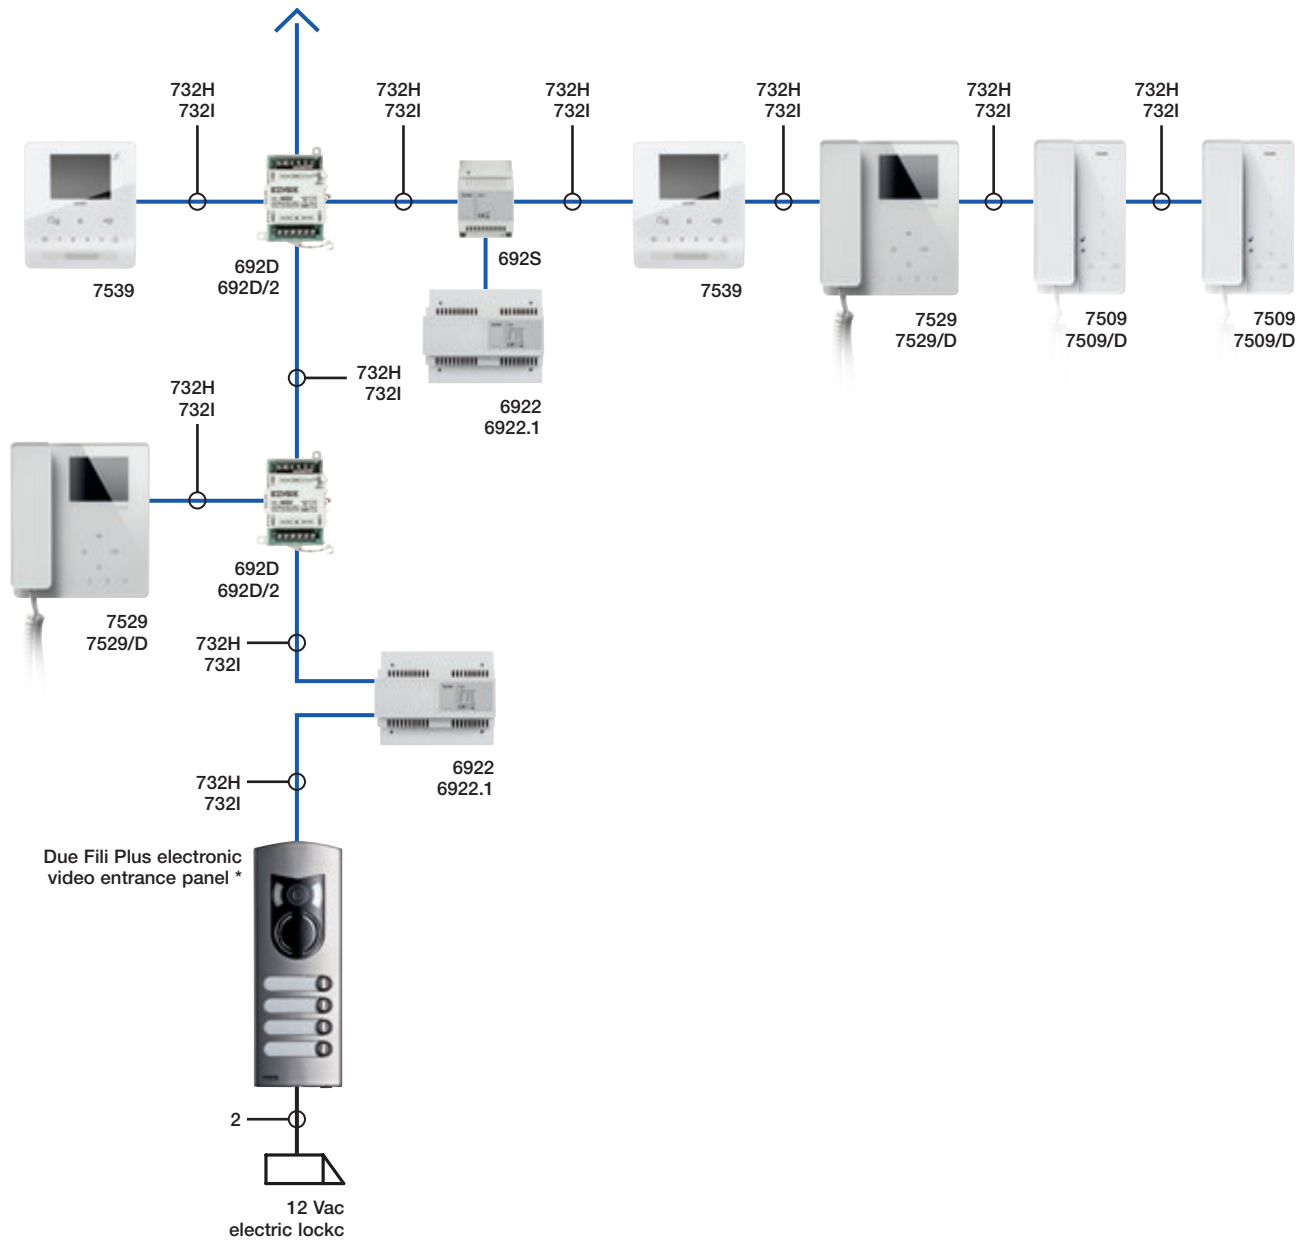 732H
732I
732H
732I
732H
732I
732H
732I
732H
732I
732H
732I
7539
692D
692D/2
692S
7539
7529
7529/D
7509
7509/D
7509
7509/D
732H
732I
732H
732I
6922
6922.1
692D
692D/2
7529
7529/D
732H
732I
6922
6922.1
732H
732I
Due Fili Plus electronic
video entrance panel *
2
12 Vac
electric lockc